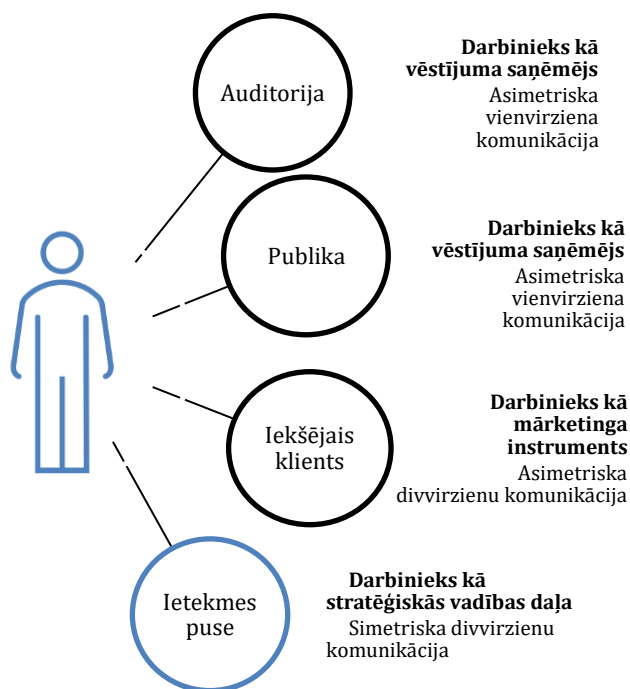 Auditorija
Darbinieks kā
vēstījuma saņēmējs
Asimetriska
vienvirziena
komunikācija
Publika
Darbinieks kā
vēstījuma saņēmējs
Asimetriska
vienvirziena
komunikācija
Iekšējais
klients
Darbinieks kā
mārketinga
instruments
Asimetriska
divvirzienu komunikācija
Ietekmes
puse
Darbinieks kā
stratēģiskās vadības daļa
Simetriska divvirzienu
komunikācija